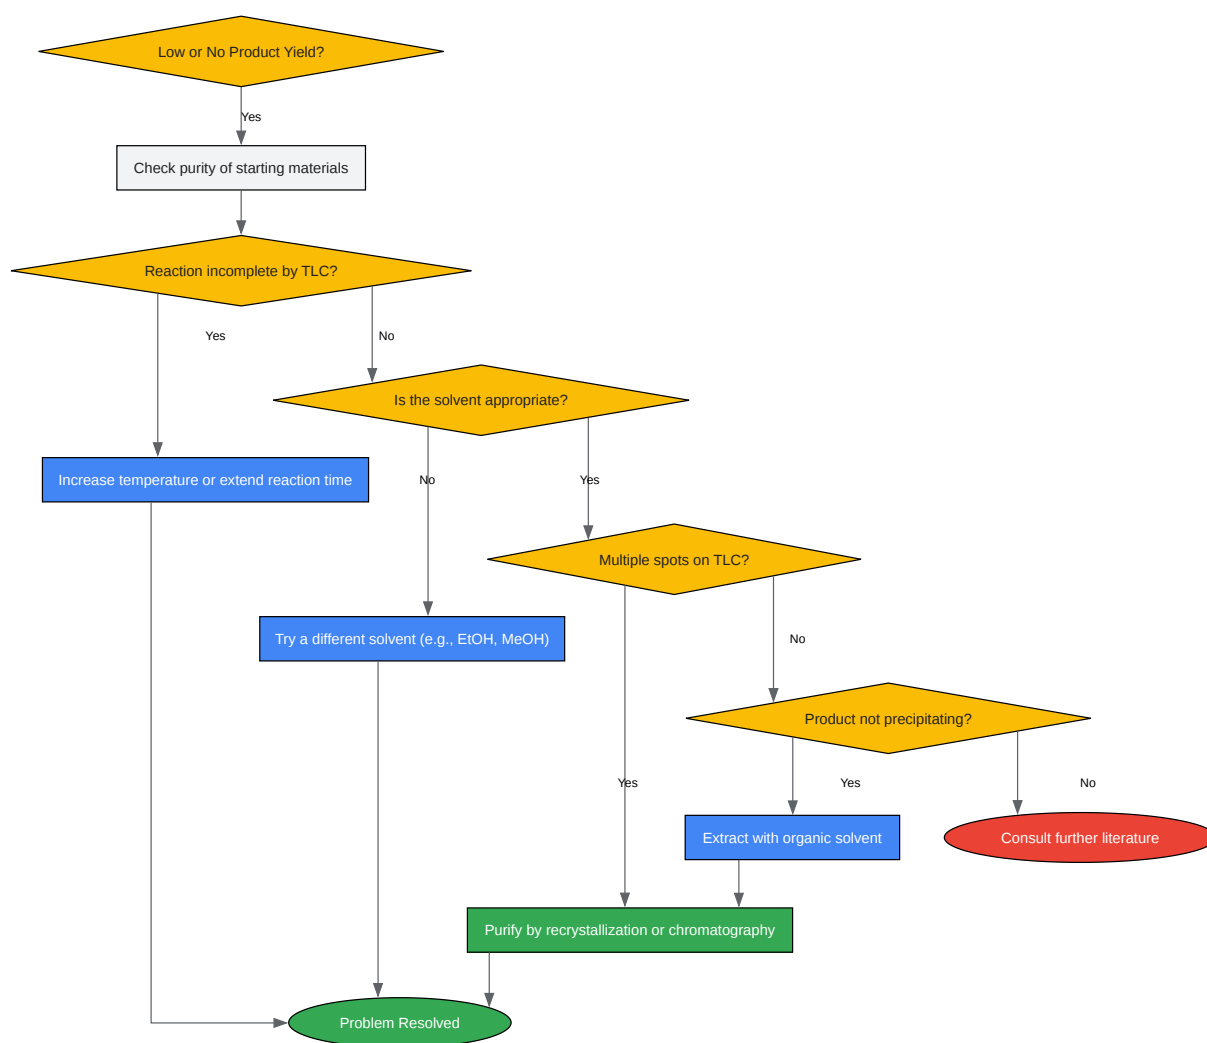 Low or No Product Yield?
Yes
Check purity of starting materials
Reaction incomplete by TLC?
Yes
No
Is the solvent appropriate?
Increase temperature or extend reaction time
No
Yes
Multiple spots on TLC?
Try a different solvent (e.g., EtOH, MeOH)
No
Product not precipitating?
Yes
Yes
No
Extract with organic solvent
Consult further literature
Purify by recrystallization or chromatography
Problem Resolved